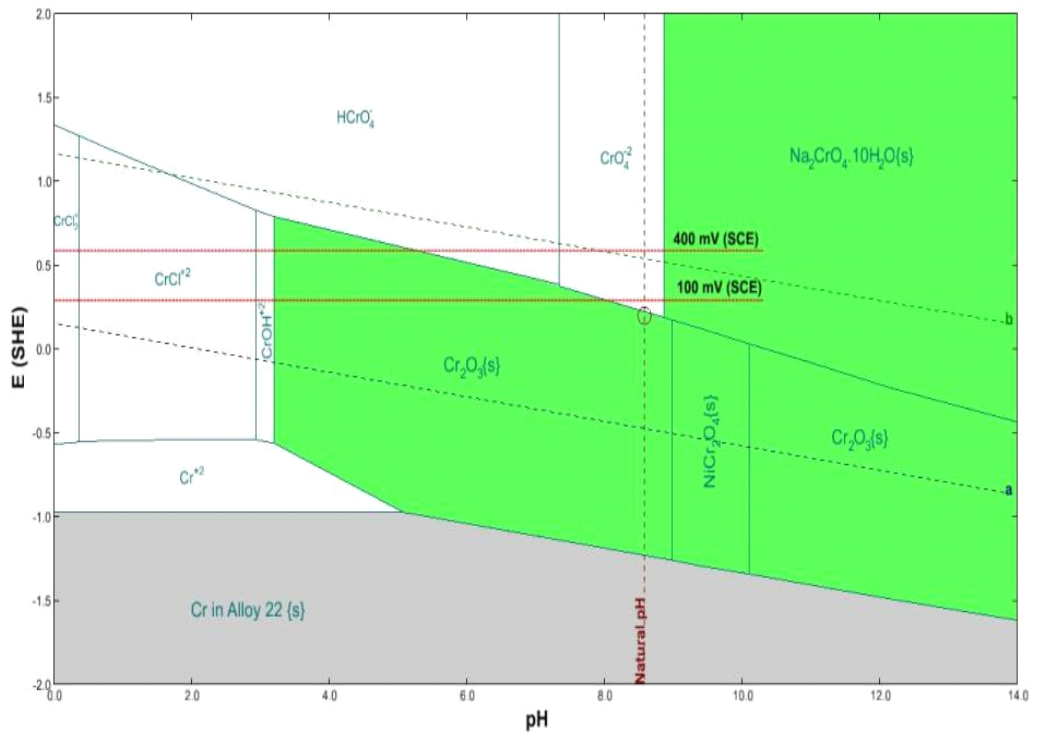 2.0
1.5
1.0
0.5
0.0
-0.5
-1.0
-1.5
-2.0
E (SHE)
HCrO₄⁻
CrO₄⁻²
Na₂CrO₄.10H₂O{s}
400 mV (SCE)
CrCl⁺²
100 mV (SCE)
CrOH⁺²
b
Cr₂O₃{s}
NiCr₂O₄{s}
Cr₂O₃{s}
Cr⁺²
a
Cr in Alloy 22 {s}
Natural pH
0.0 2.0 4.0 6.0 8.0 10.0 12.0 14.0
pH